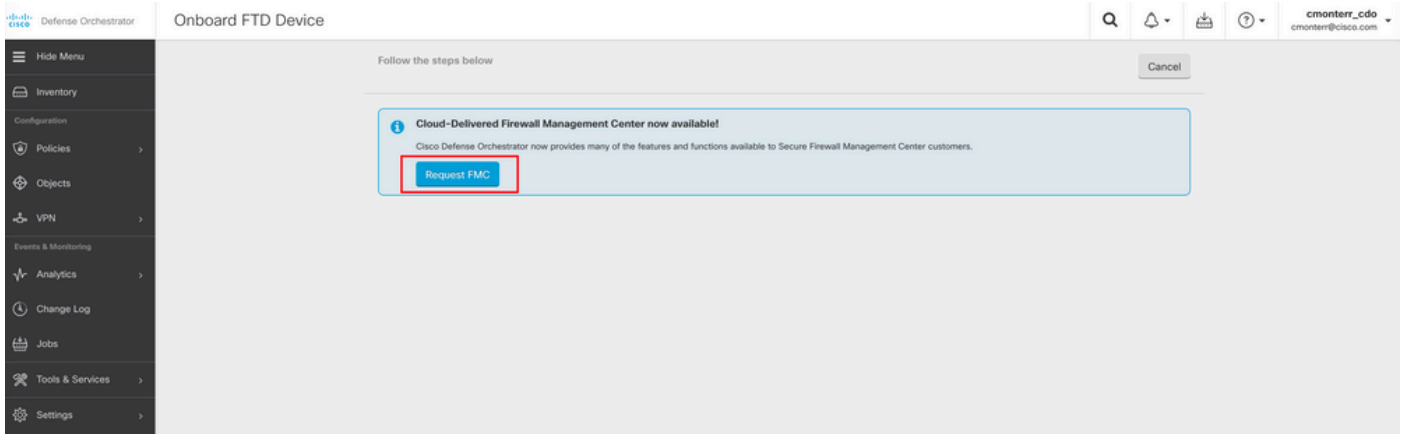 cisco Defense Orchestrator
Onboard FTD Device
cmonterr_cdo
cmonterr@cisco.com
Hide Menu
Inventory
Configuration
Policies
Objects
VPN
Events & Monitoring
Analytics
Change Log
Jobs
Tools & Services
Settings
Follow the steps below
Cancel
Cloud-Delivered Firewall Management Center now available!
Cisco Defense Orchestrator now provides many of the features and functions available to Secure Firewall Management Center customers.
Request FMC